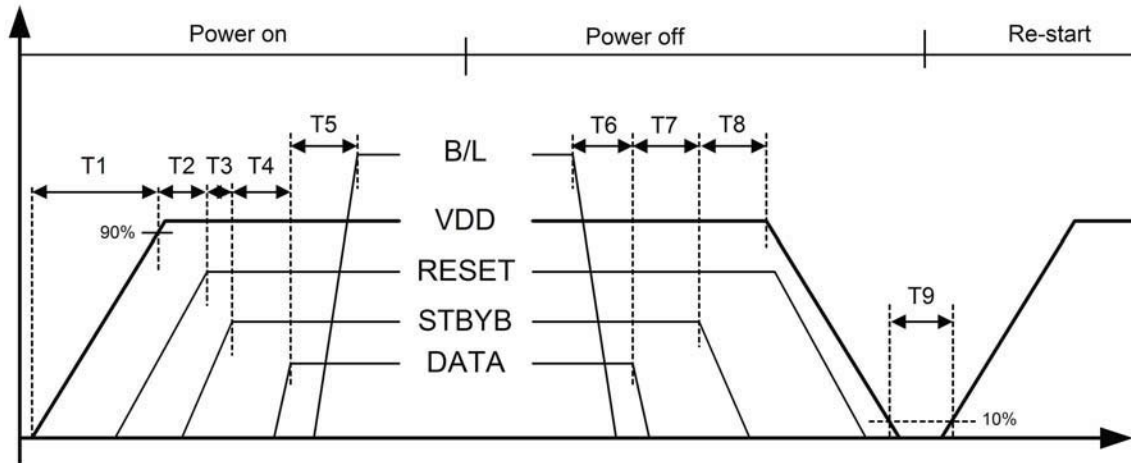 Power on Power off Re-start
T1 T2 T3 T4 T5 T6 T7 T8
B/L
90% VDD
RESET
STBYB
DATA
T9
10%